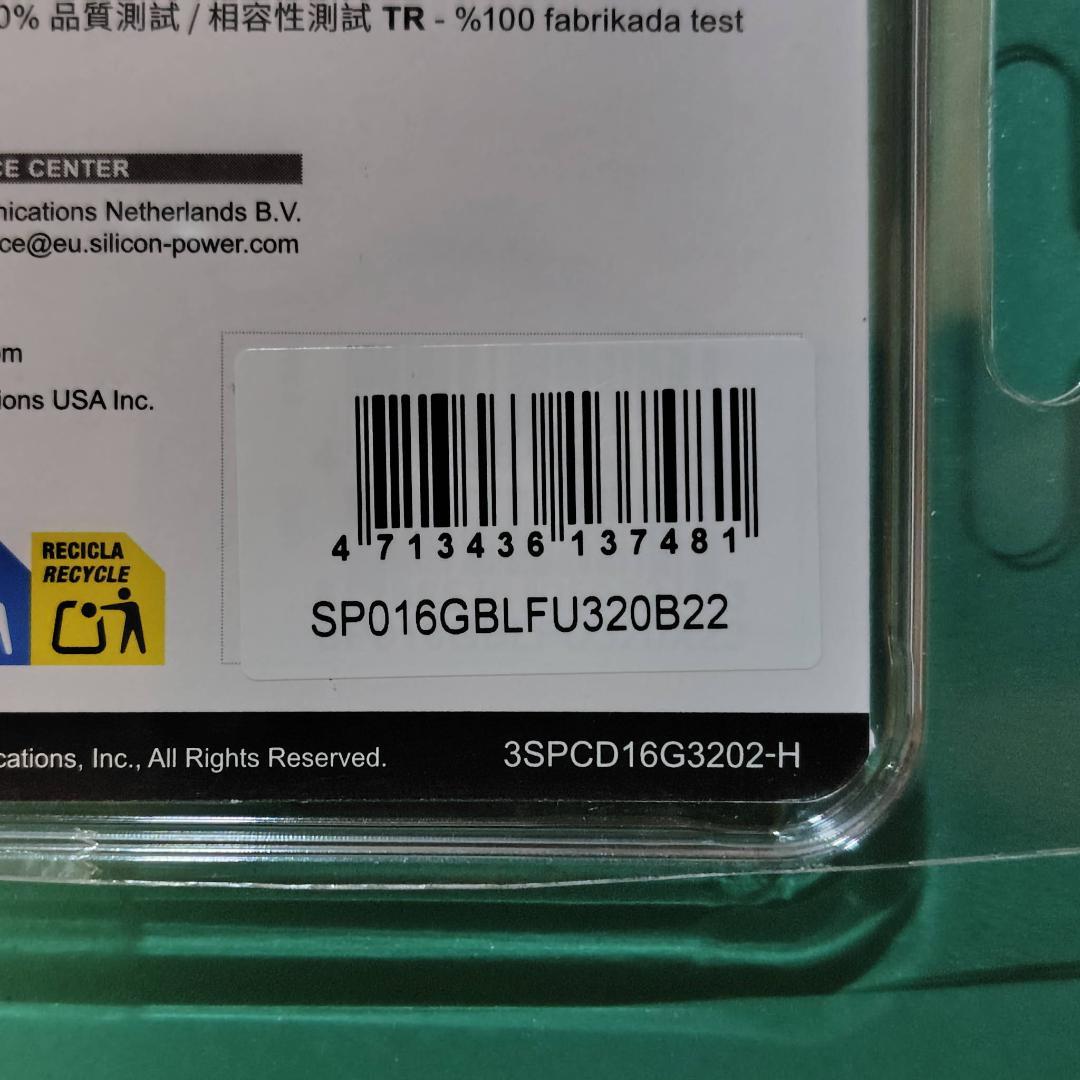 0% 品質測試 / 相容性測試 TR - %100 fabrikada test
CE CENTER
nications Netherlands B.V.
ce@eu.silicon-power.com
om
ions USA Inc.
4 713436 137481
SP016GBLFU320B22
RECICLA
RECYCLE
cations, Inc., All Rights Reserved.
3SPCD16G3202-H